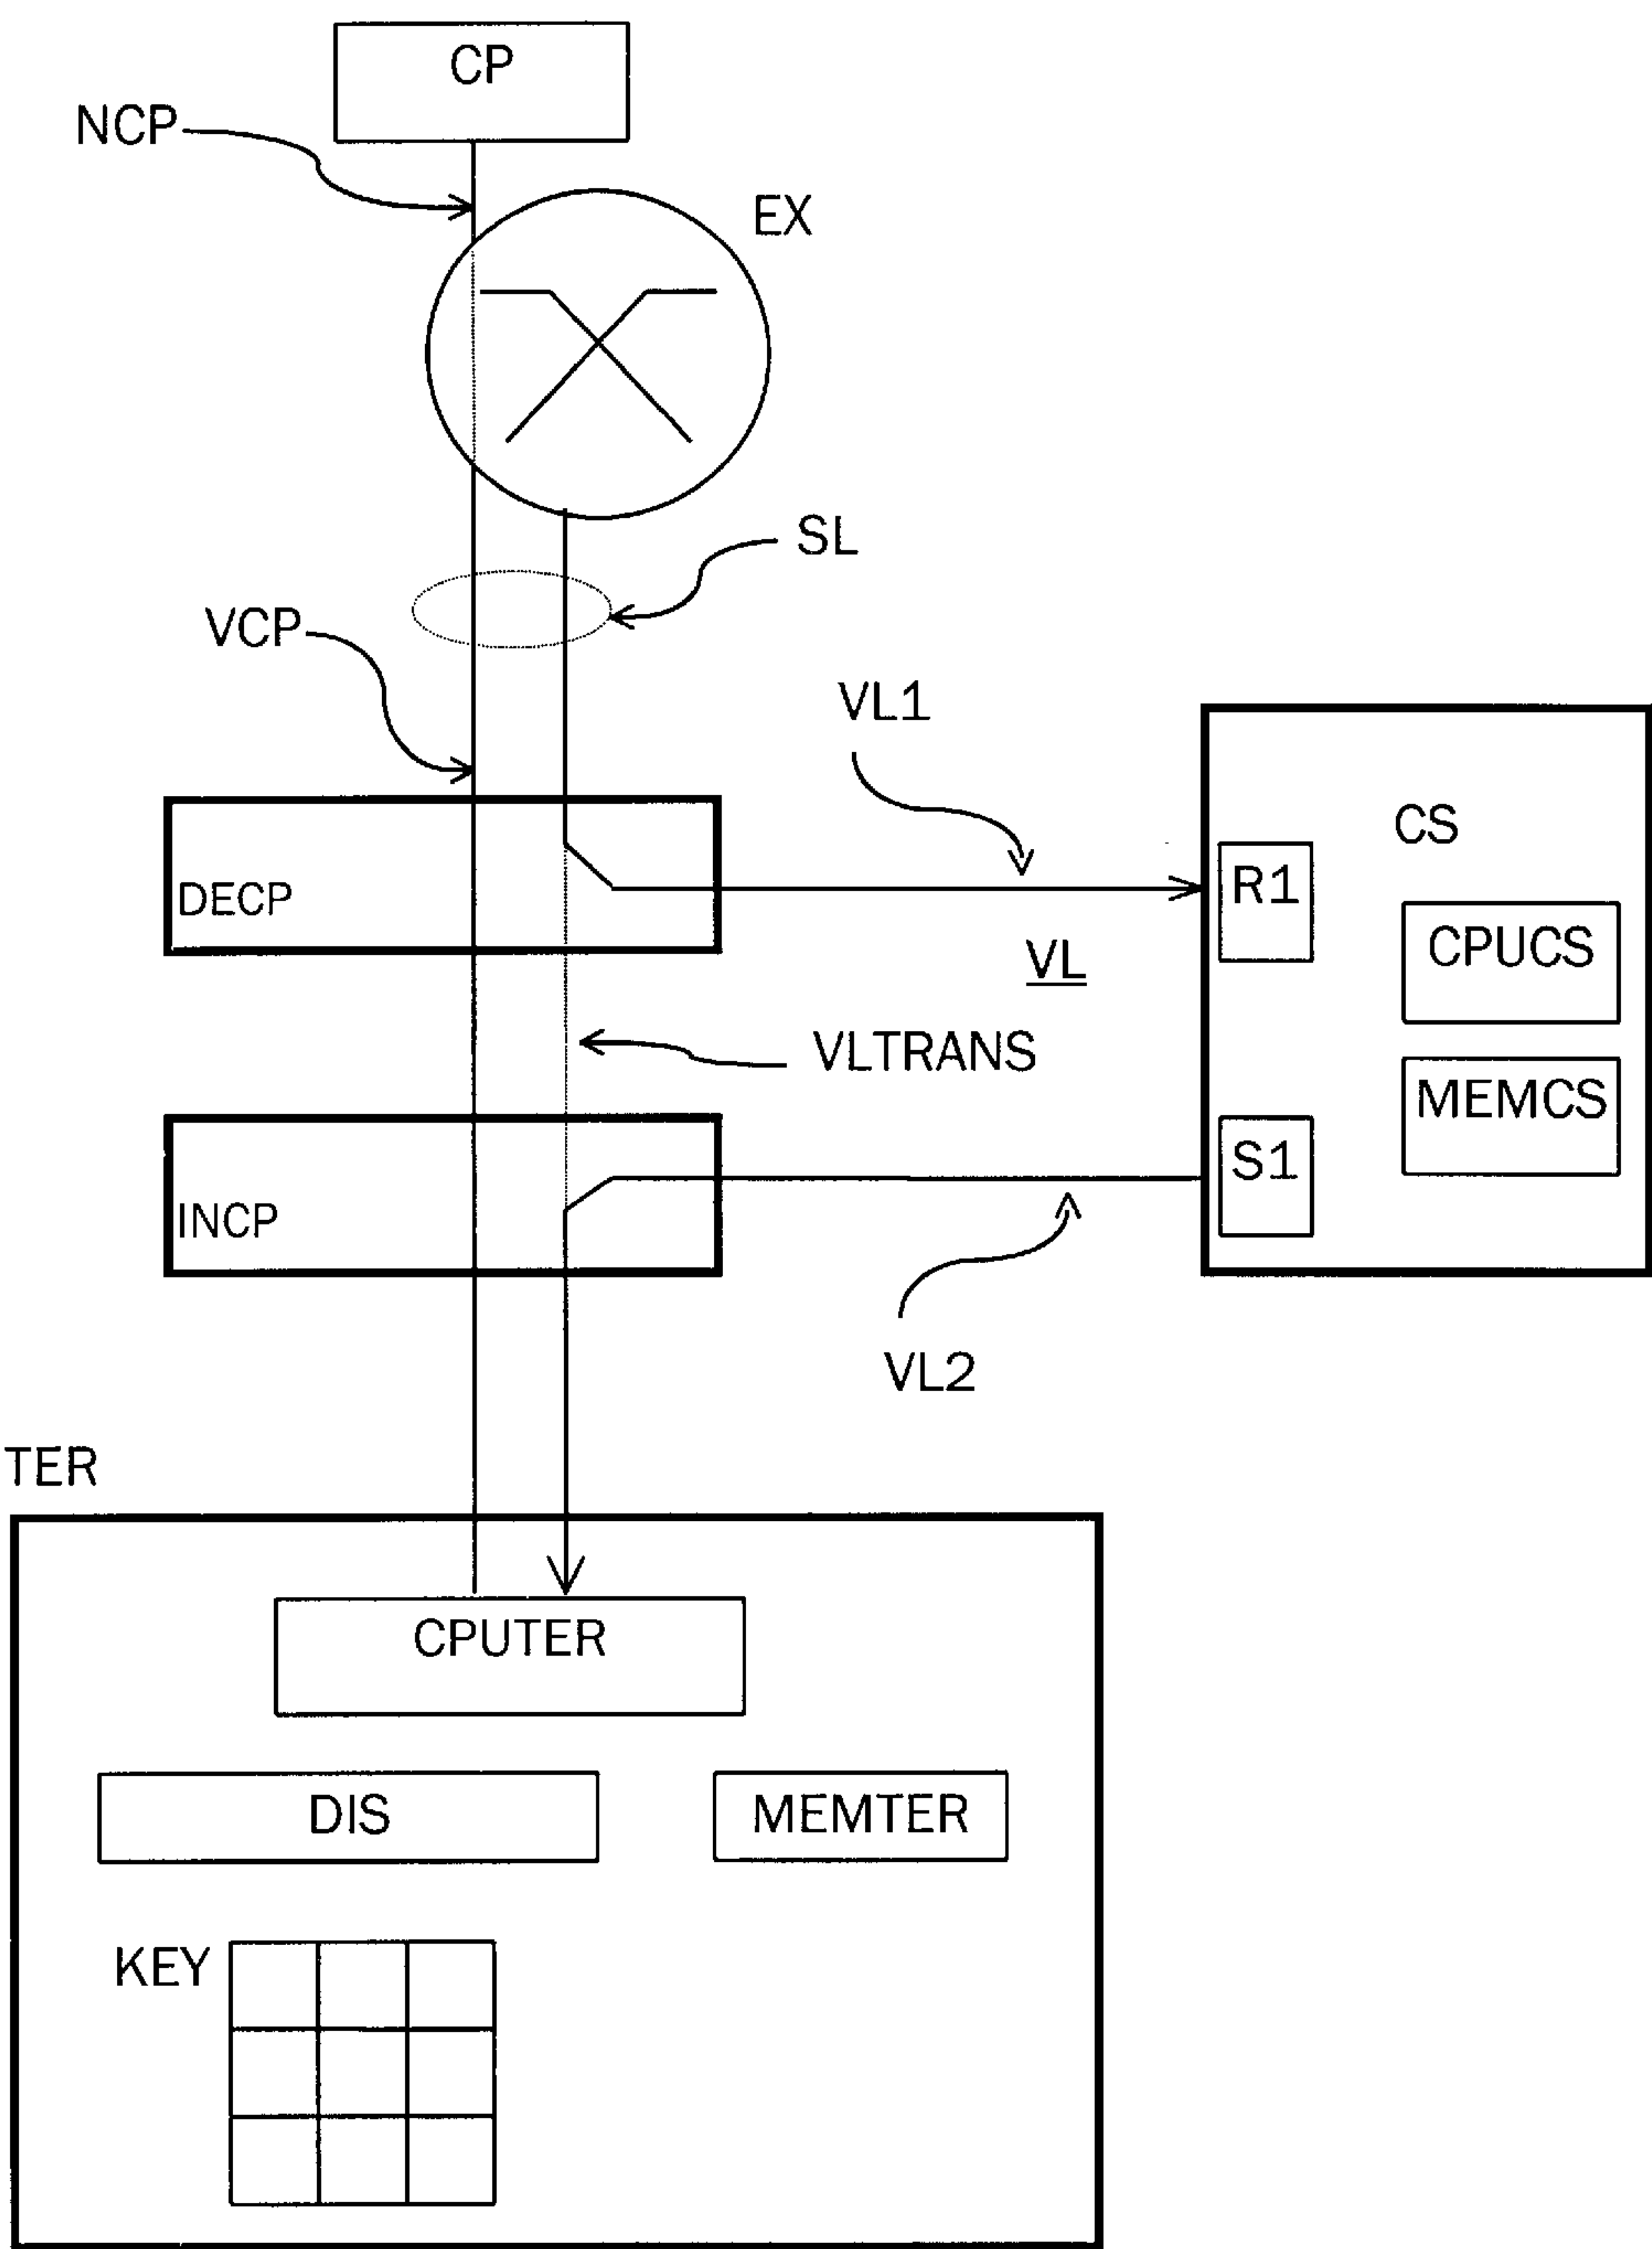 CP
NCP
EX
SL
VCP
VL1
CS
R1
DECP
CPUCS
VL
VLTRANS
MEMCS
S1
INCP
VL2
TER
CPUTER
DIS
MEMTER
KEY